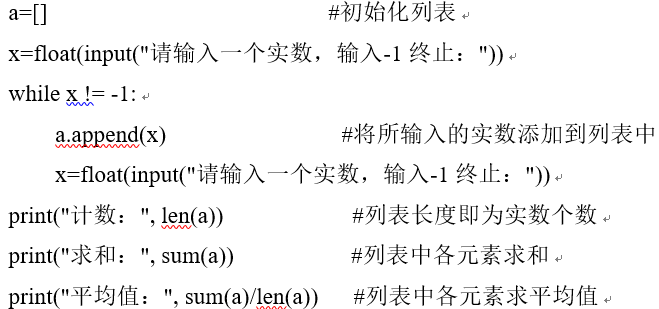 a=[] #初始化列表
x=float(input("请输入一个实数，输入-1 终止："))
while x != -1:
a.append(x) #将所输入的实数添加到列表中
x=float(input("请输入一个实数，输入-1 终止："))
print("计数：", len(a)) #列表长度即为实数个数
print("求和：", sum(a)) #列表中各元素求和
print("平均值：", sum(a)/len(a)) #列表中各元素求平均值